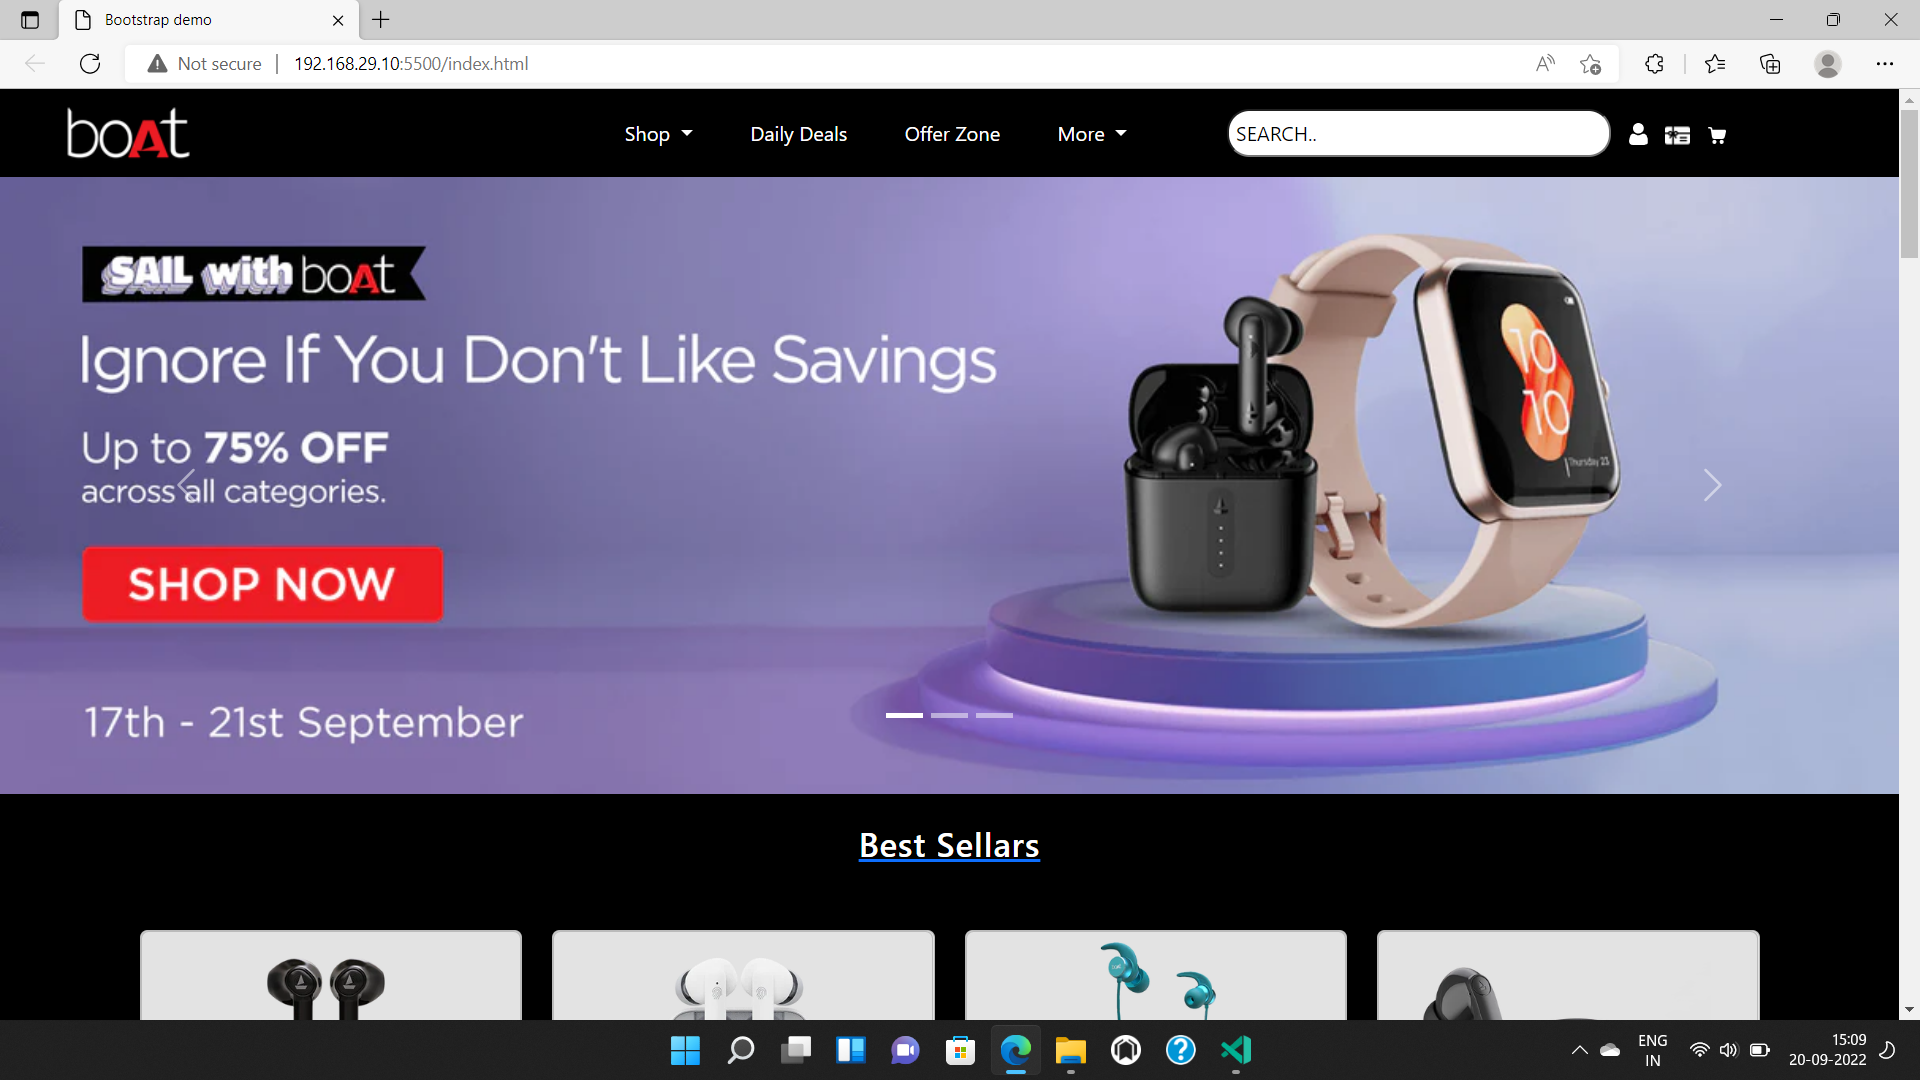 Bootstrap demo
Not secure
192.168.29.10:5500/index.html
boAt
Shop
Daily Deals
Offer Zone
More
SEARCH..
SAIL with boAt
Ignore If You Don't Like Savings
Up to 75% OFF
across all categories.
SHOP NOW
17th - 21st September
10
10
Thursday 23
Best Sellars
ENG
IN
15:09
20-09-2022